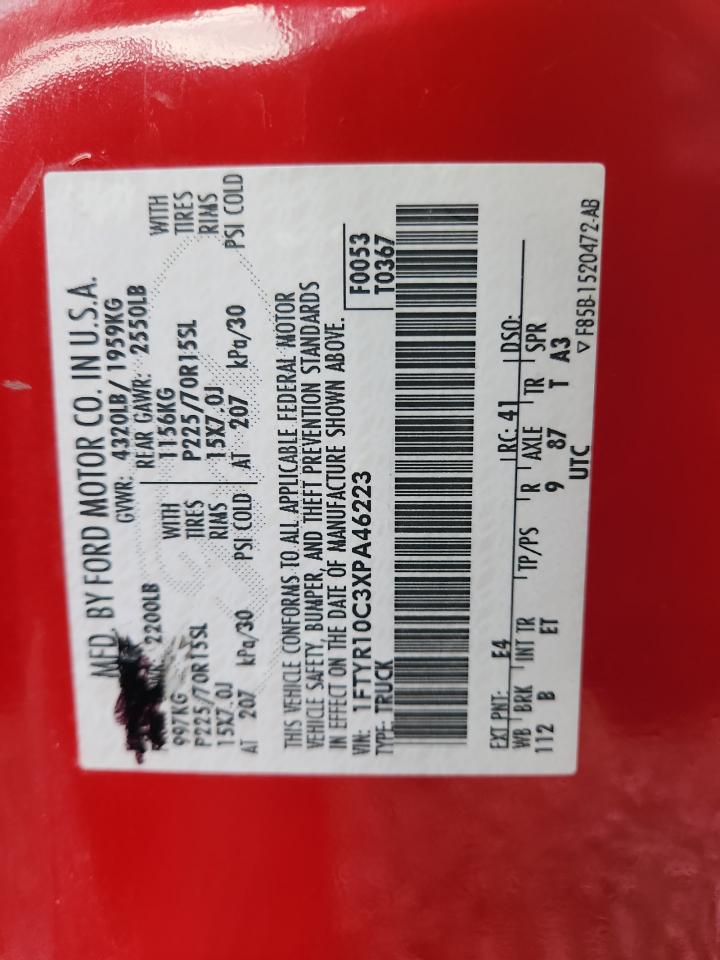 MFD. BY FORD MOTOR CO. IN U.S.A.
GVWR: 4320LB/ 1959KG
2200LB REAR GAWR: 2550LB
997KG WITH 1156KG WITH
P225/70R15SL TIRES P225/70R15SL TIRES
15X7.0J RIMS 15X7.0J RIMS
AT 207 kPa/30 PSI COLD AT 207 kPa/30 PSI COLD
THIS VEHICLE CONFORMS TO ALL APPLICABLE FEDERAL MOTOR
VEHICLE SAFETY, BUMPER, AND THEFT PREVENTION STANDARDS
IN EFFECT ON THE DATE OF MANUFACTURE SHOWN ABOVE.
VIN: 1FTYR10C3XPA46223 F0053
TYPE: TRUCK T0367
EXT PNT: E4 RC: 41 DSO:
WB BRK INT TR TP/PS R AXLE TR SPR
112 B ET 9 87 T A3
UTC ▽ F85B-1520472-AB